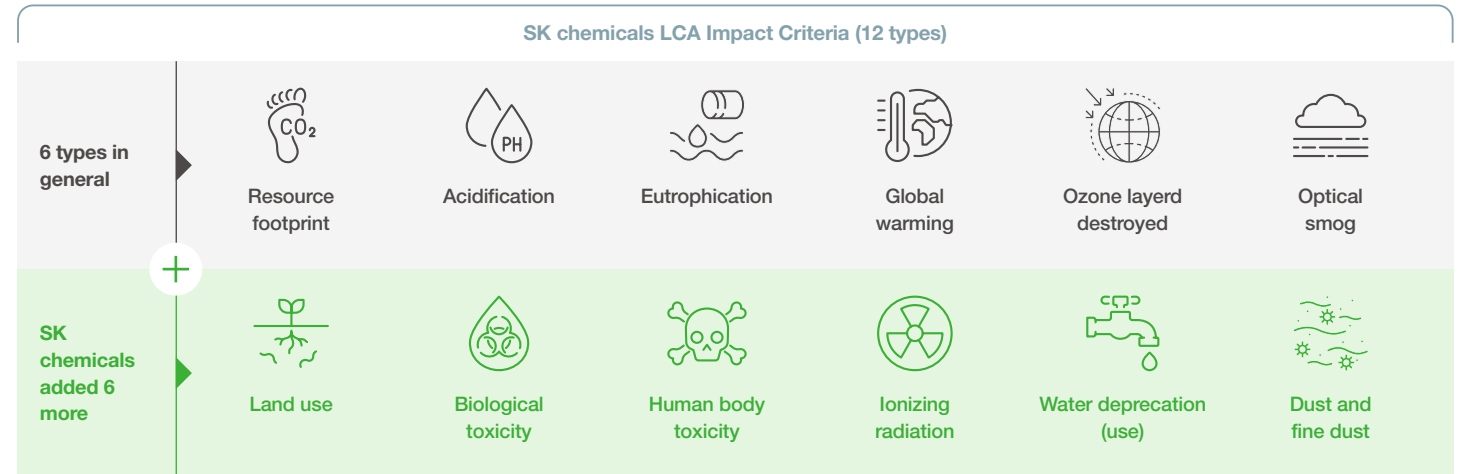 SK chemicals LCA Impact Criteria (12 types)
6 types in
general
CO₂
PH
Resource
footprint
Acidification
Eutrophication
Global
warming
Ozone layerd
destroyed
Optical
smog
SK
chemicals
added 6
more
Land use
Biological
toxicity
Human body
toxicity
Ionizing
radiation
Water deprecation
(use)
Dust and
fine dust